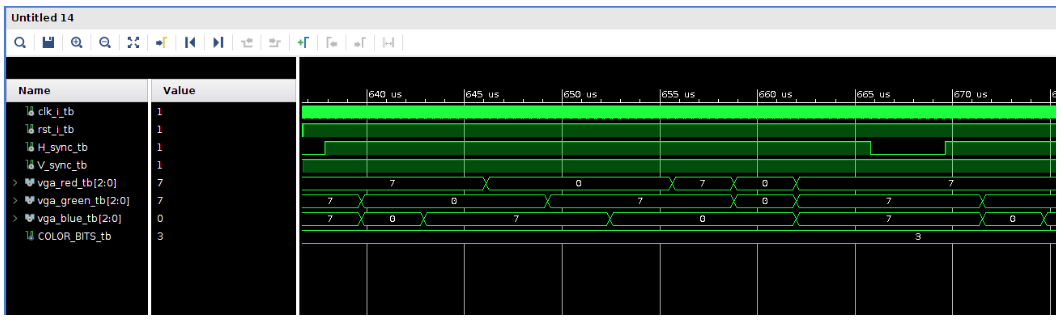 Untitled 14
Name Value
640 us 645 us 650 us 655 us 660 us 665 us 670 us
clk_i_tb 1
rst_i_tb 1
H_sync_tb 1
V_sync_tb 1
vga_red_tb[2:0] 7 7 0 7 0 7
vga_green_tb[2:0] 7 7 0 7 0 7
vga_blue_tb[2:0] 0 7 0 7 0 7 0
COLOR_BITS_tb 3 3